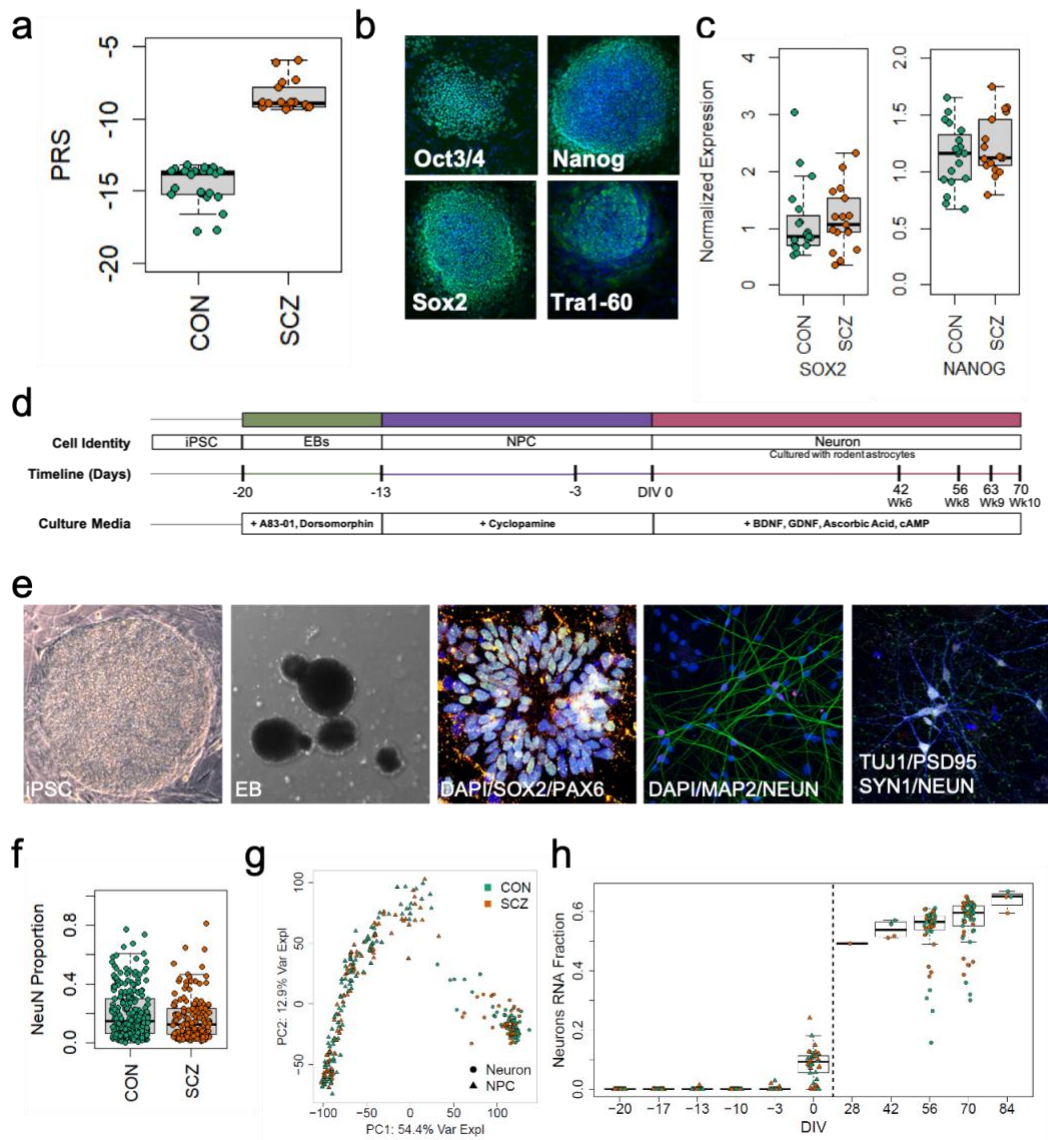 a
PRS
-5
-10
-15
-20
CON
SCZ
b
Oct3/4
Nanog
Sox2
Tra1-60
c
Normalized Expression
4
3
2
1
0
CON
SCZ
SOX2
2.0
1.5
1.0
0.5
0.0
CON
SCZ
NANOG
d
Cell Identity
iPSC
EBs
NPC
Neuron
Cultured with rodent astrocytes
Timeline (Days)
-20
-13
-3
DIV 0
42
56
63
70
Wk6
Wk8
Wk9
Wk10
Culture Media
+ A83-01, Dorsomorphin
+ Cyclopamine
+ BDNF, GDNF, Ascorbic Acid, cAMP
e
iPSC
EB
DAPI/SOX2/PAX6
DAPI/MAP2/NEUN
TUJ1/PSD95
SYN1/NEUN
f
NeuN Proportion
0.8
0.4
0.0
CON
SCZ
g
PC2: 12.9% Var Expl
100
50
0
−50
CON
SCZ
Neuron
NPC
−100
−50
0
50
100
PC1: 54.4% Var Expl
h
Neurons RNA Fraction
0.6
0.4
0.2
0.0
−20
−17
−13
−10
−3
0
28
42
56
70
84
DIV